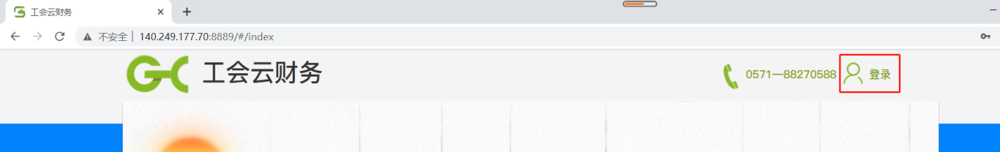 工会云财务
不安全 | 140.249.177.70:8889/#/index
工会云财务 0571—88270588 登录